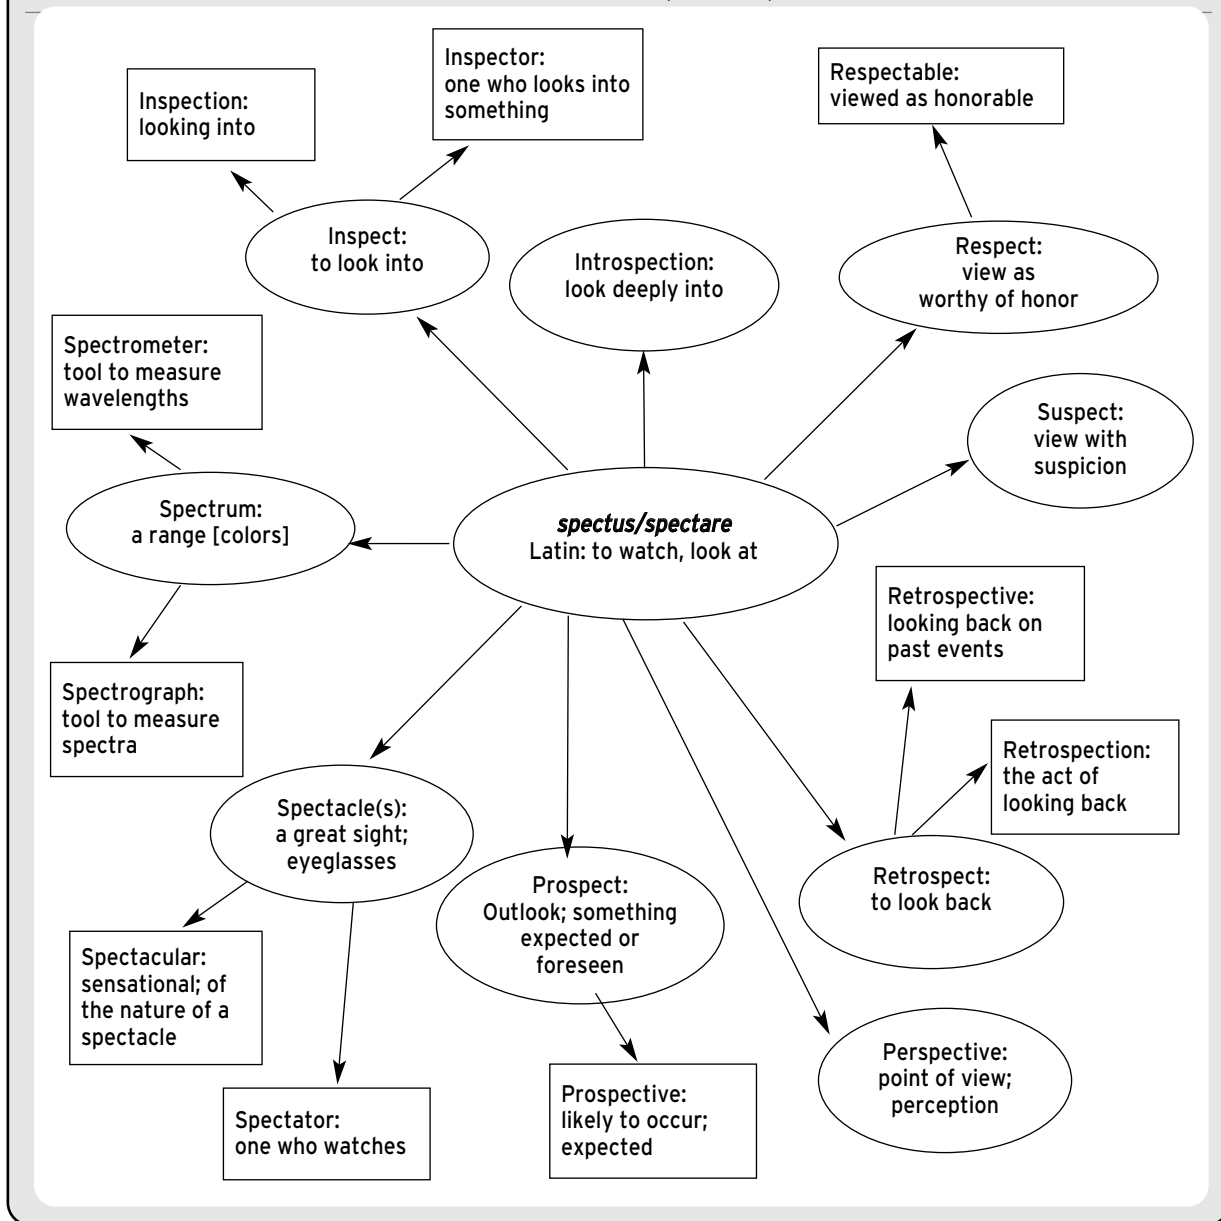 Inspector:
one who looks into
something
Inspection:
looking into
Respectable:
viewed as honorable
Inspect:
to look into
Introspection:
look deeply into
Respect:
view as
worthy of honor
Spectrometer:
tool to measure
wavelengths
Suspect:
view with
suspicion
Spectrum:
a range [colors]
spectus/spectare
Latin: to watch, look at
Retrospective:
looking back on
past events
Spectrograph:
tool to measure
spectra
Retrospection:
the act of
looking back
Spectacle(s):
a great sight;
eyeglasses
Prospect:
Outlook; something
expected or
foreseen
Retrospect:
to look back
Spectacular:
sensational; of
the nature of a
spectacle
Perspective:
point of view;
perception
Spectator:
one who watches
Prospective:
likely to occur;
expected